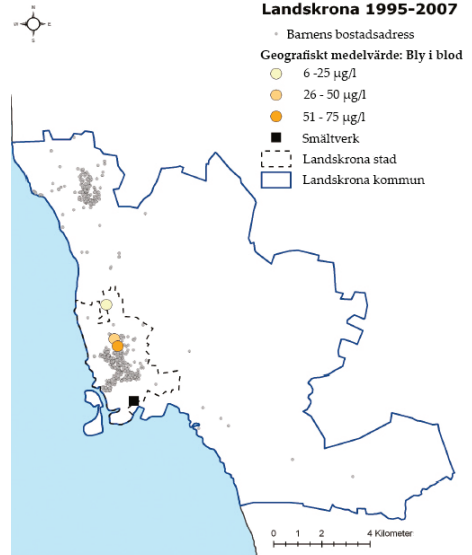 Landskrona 1995-2007
Barnens bostadsadress
Geografiskt medelvärde: Bly i blod
6 -25 µg/l
26 - 50 µg/l
51 - 75 µg/l
Smältverk
Landskrona stad
Landskrona kommun
0 1 2 4 Kilometer